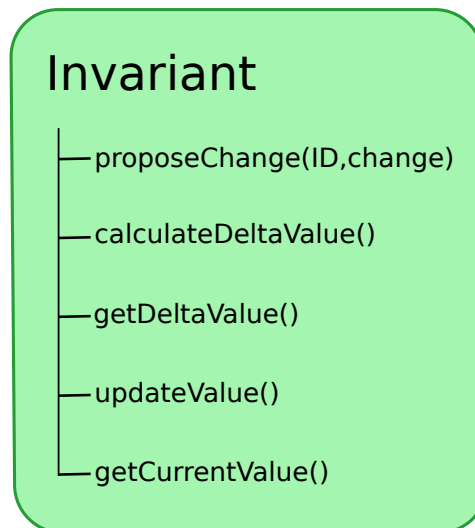 Invariant
proposeChange(ID,change)
calculateDeltaValue()
getDeltaValue()
updateValue()
getCurrentValue()